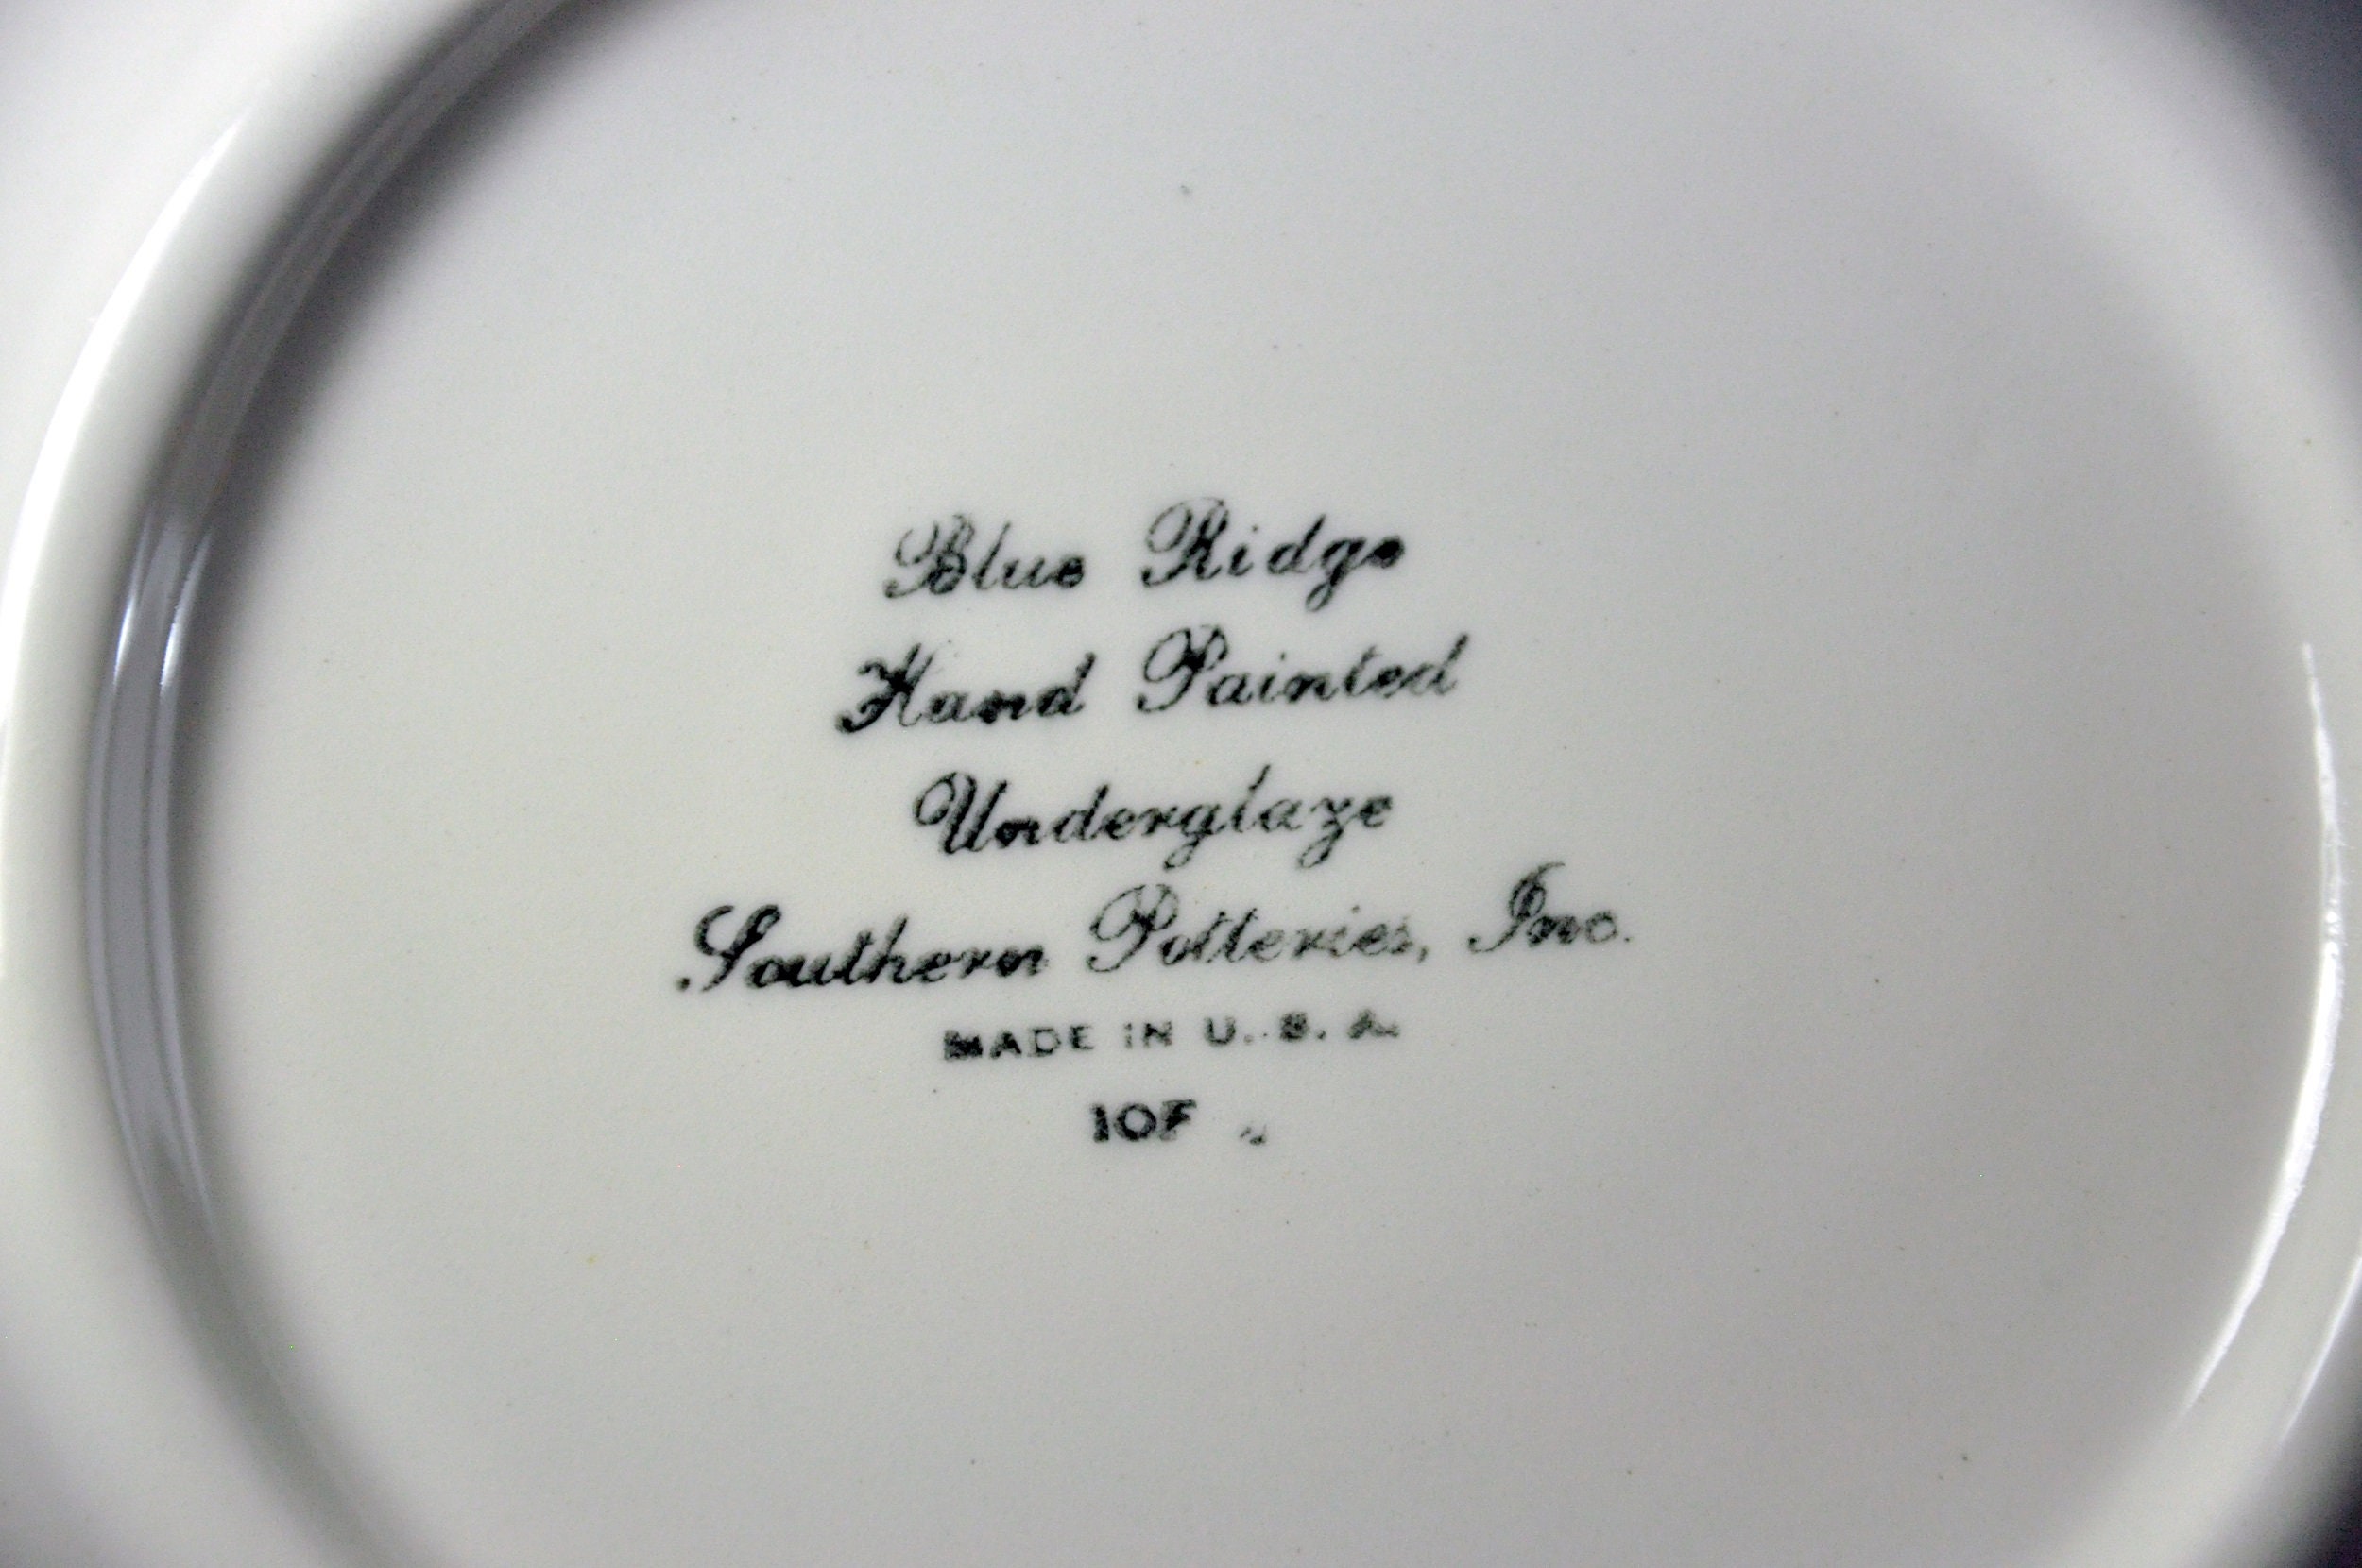 Blue Ridge
Hand Painted
Underglaze
Southern Potteries, Inc.
MADE IN U. S. A.
10F